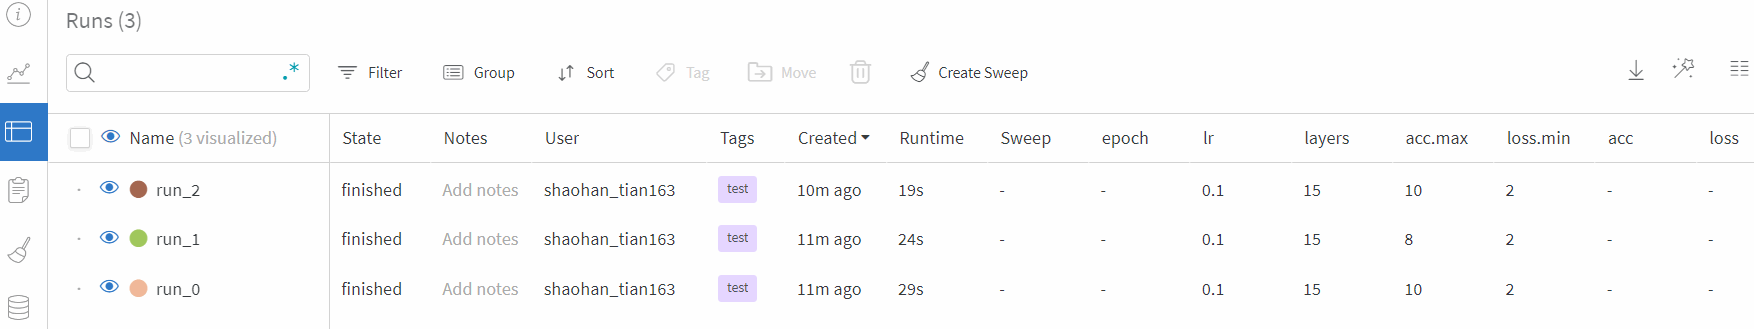 Runs (3)
.* Filter Group Sort Tag Move Create Sweep
Name (3 visualized) State Notes User Tags Created Runtime Sweep epoch lr layers acc.max loss.min acc loss
run_2 finished Add notes shaohan_tian163 test 10m ago 19s - - 0.1 15 10 2 - -
run_1 finished Add notes shaohan_tian163 test 11m ago 24s - - 0.1 15 8 2 - -
run_0 finished Add notes shaohan_tian163 test 11m ago 29s - - 0.1 15 10 2 - -